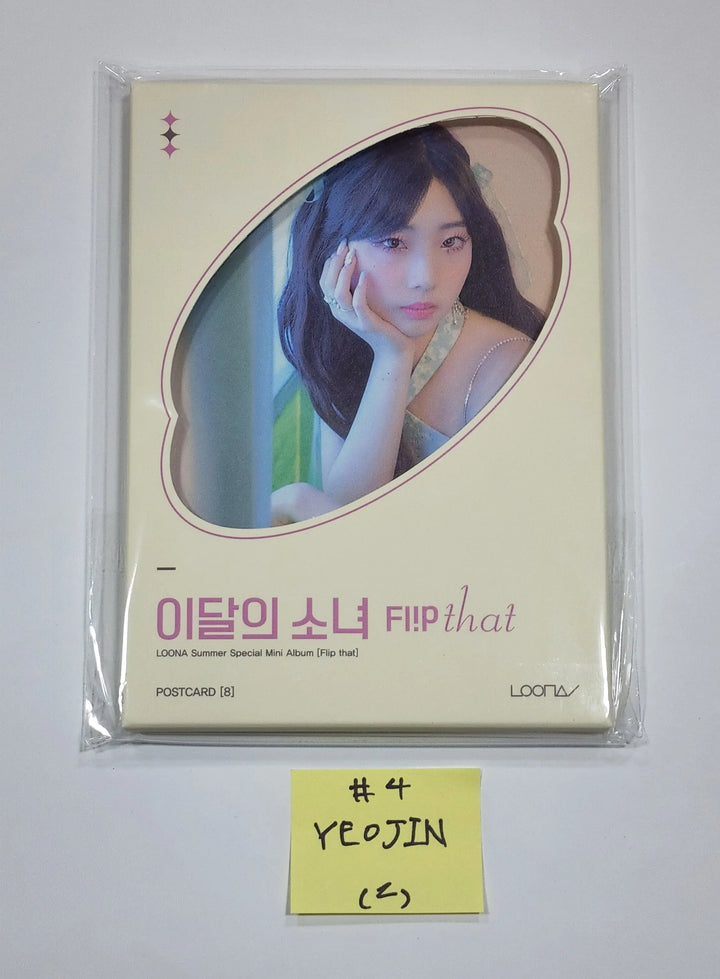 이달의 소녀 FL!P that
LOONA Summer Special Mini Album [Flip that]
POSTCARD [8] LOONA
#4
YEOJIN
(2)